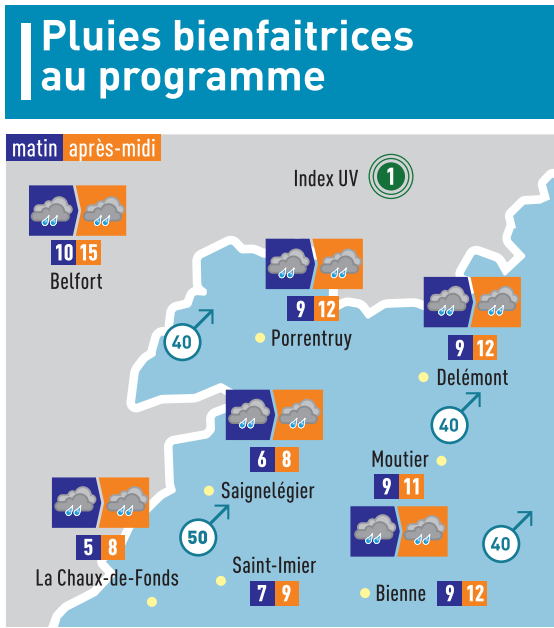 Pluies bienfaitrices
au programme
matin après-midi
Index UV 1
10 15
Belfort
9 12
Porrentruy
40
9 12
Delémont
40
6 8
Saignelégier
Moutier
9 11
5 8
La Chaux-de-Fonds
50
40
Saint-Imier
7 9
Bienne 9 12